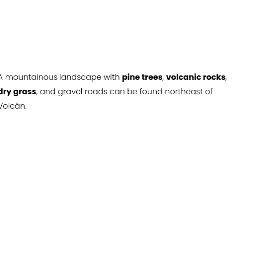 A mountainous landscape with pine trees, volcanic rocks,
dry grass, and gravel roads can be found northeast of
Volcán.